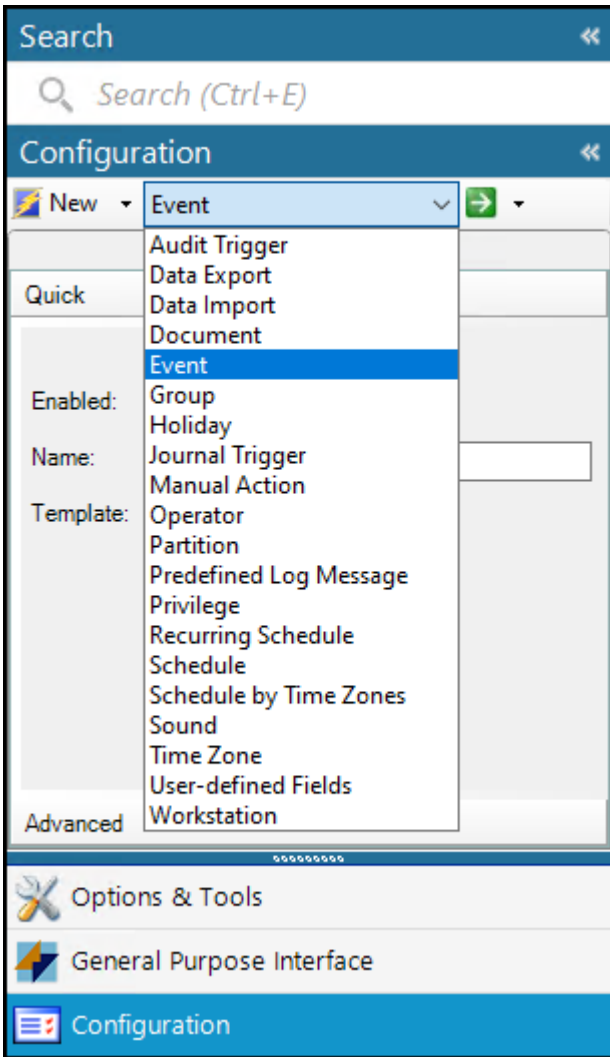 Search
Search (Ctrl+E)
Configuration
New Event
Audit Trigger
Data Export
Data Import
Document
Event
Group
Holiday
Journal Trigger
Manual Action
Operator
Partition
Predefined Log Message
Privilege
Recurring Schedule
Schedule
Schedule by Time Zones
Sound
Time Zone
User-defined Fields
Workstation
Quick
Enabled:
Name:
Template:
Advanced
Options & Tools
General Purpose Interface
Configuration